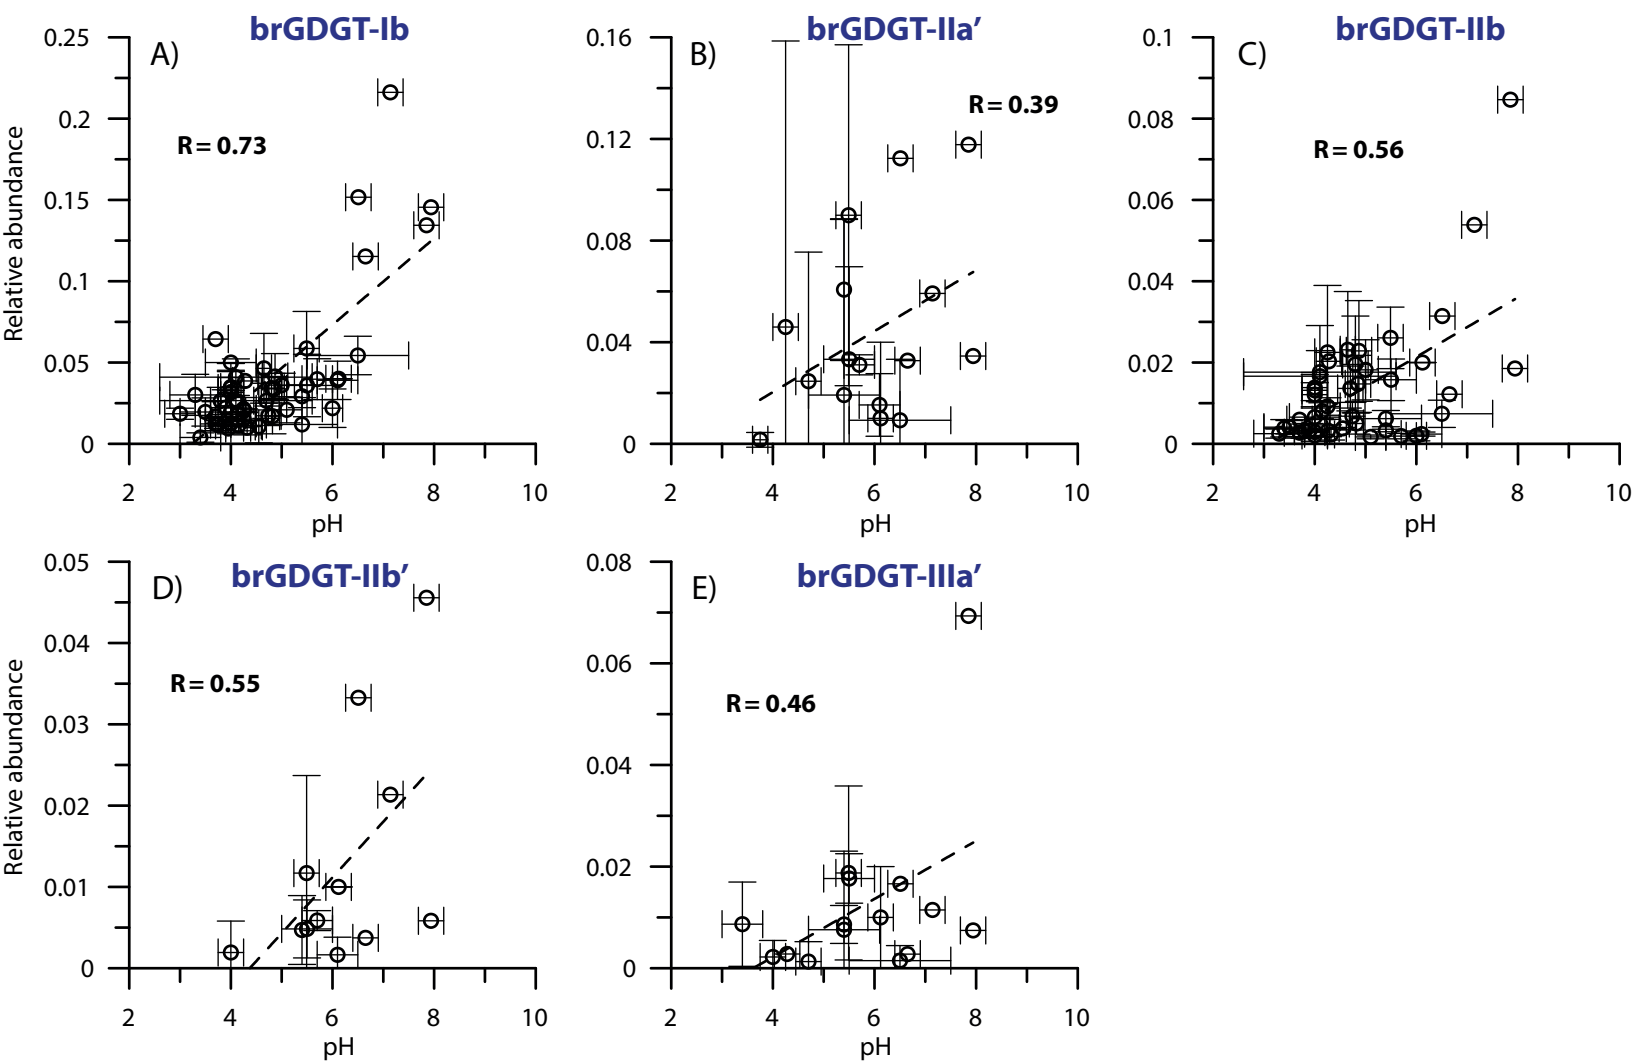 brGDGT-Ib
A)
R = 0.73
Relative abundance
0.25
0.2
0.15
0.1
0.05
0
2 4 6 8 10
pH
brGDGT-IIa′
B)
R = 0.39
0.16
0.12
0.08
0.04
0
2 4 6 8 10
pH
brGDGT-IIb
C)
R = 0.56
0.1
0.08
0.06
0.04
0.02
0
2 4 6 8 10
pH
brGDGT-IIb′
D)
R = 0.55
Relative abundance
0.05
0.04
0.03
0.02
0.01
0
2 4 6 8 10
pH
brGDGT-IIIa′
E)
R = 0.46
0.08
0.06
0.04
0.02
0
2 4 6 8 10
pH